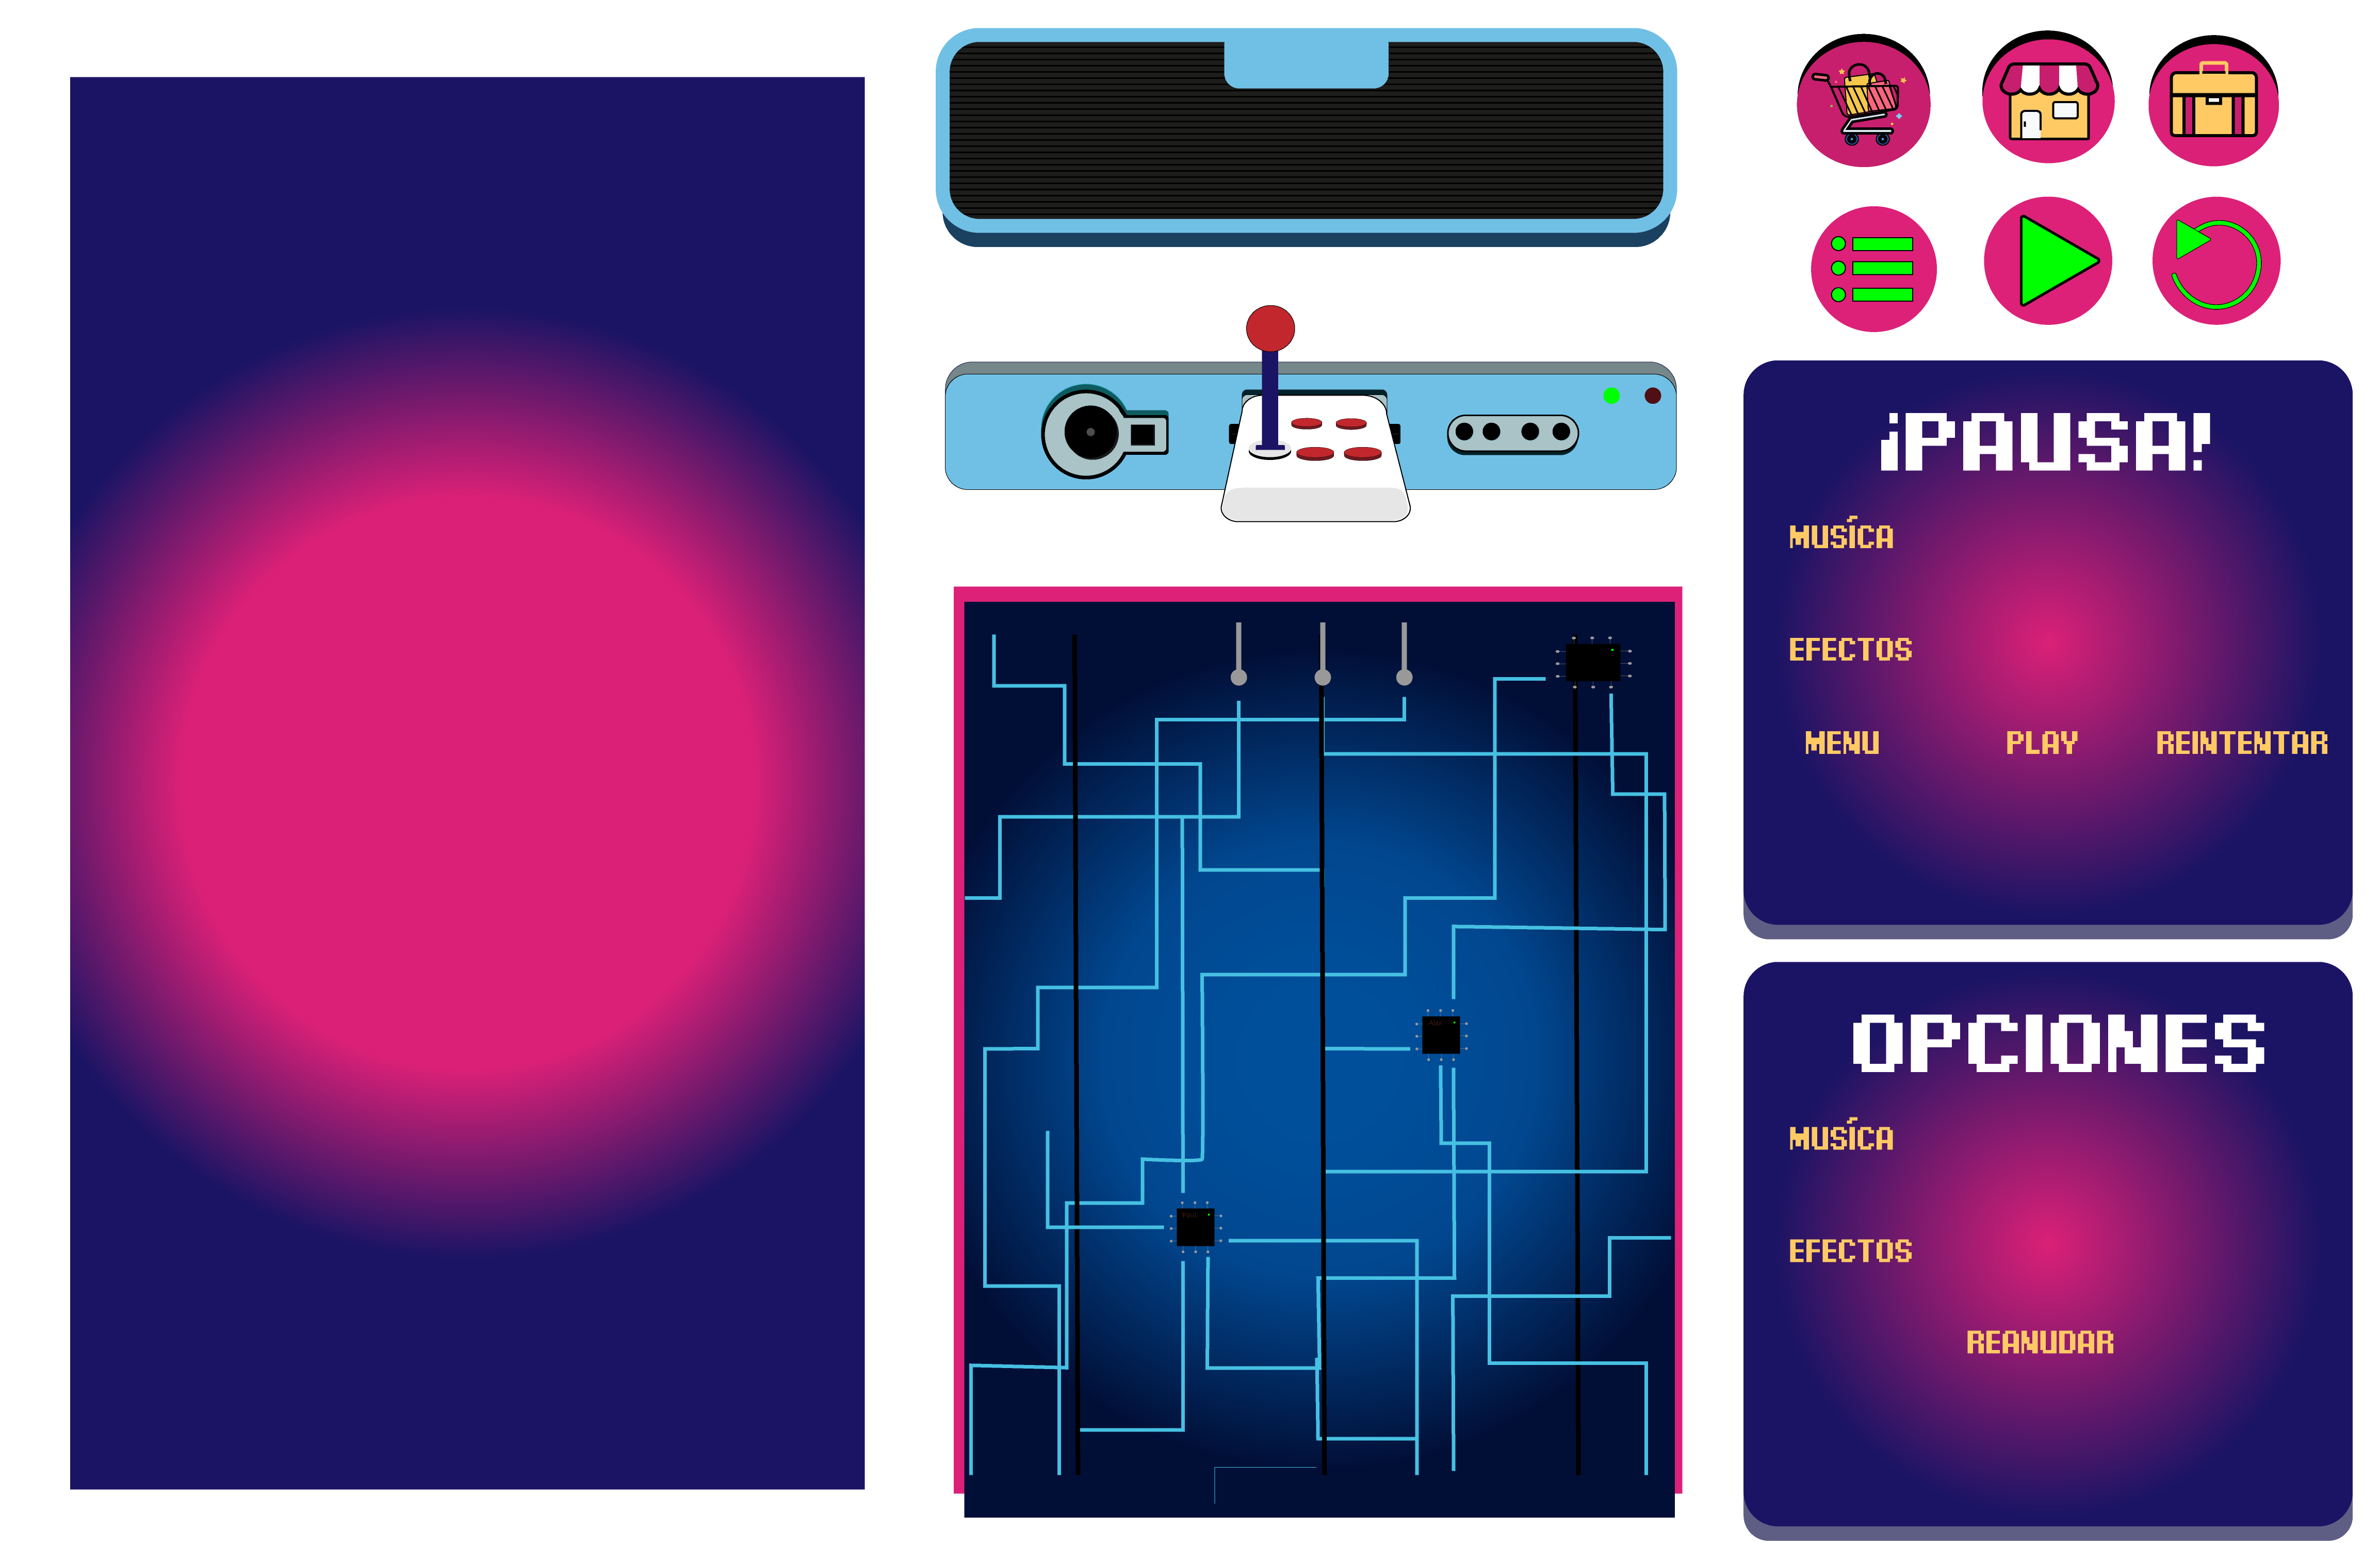 ¡PAUSA!
MUSÍCA
EFECTOS
MENU PLAY REINTENTAR
OPCIONES
MUSÍCA
EFECTOS
REANUDAR